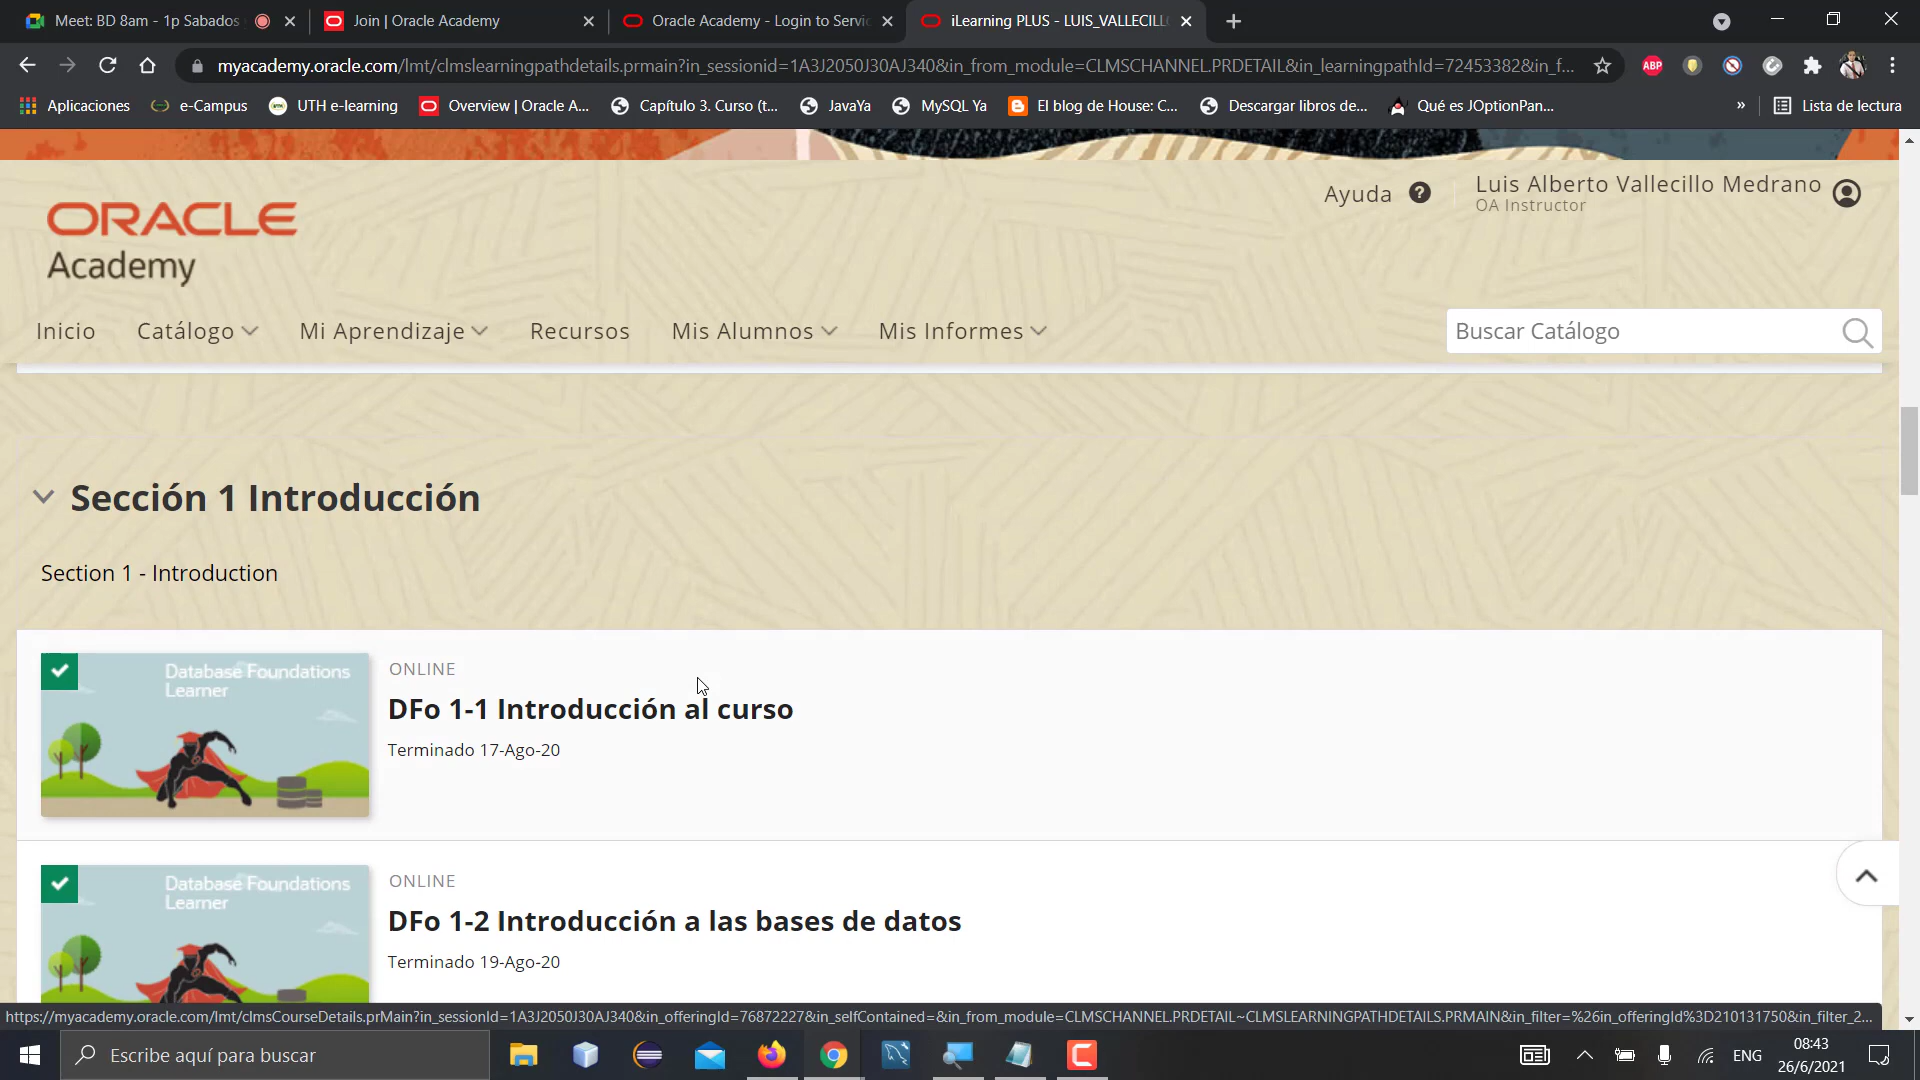 Meet: BD 8am - 1p Sabados
Join | Oracle Academy
Oracle Academy - Login to Servic
iLearning PLUS - LUIS_VALLECILL
myacademy.oracle.com/lmt/clmslearningpathdetails.prmain?in_sessionid=1A3J2050J30AJ340&in_from_module=CLMSCHANNEL.PRDETAIL&in_learningpathId=72453382&in_f...
ABP
Aplicaciones
e-Campus
UTH e-learning
Overview | Oracle A...
Capítulo 3. Curso (t...
JavaYa
MySQL Ya
El blog de House: C...
Descargar libros de...
Qué es JOptionPan...
»
Lista de lectura
ORACLE
Academy
Ayuda ?
Luis Alberto Vallecillo Medrano
OA Instructor
Inicio
Catálogo
Mi Aprendizaje
Recursos
Mis Alumnos
Mis Informes
Buscar Catálogo
Sección 1 Introducción
Section 1 - Introduction
Database Foundations
Learner
ONLINE
DFo 1-1 Introducción al curso
Terminado 17-Ago-20
Database Foundations
Learner
ONLINE
DFo 1-2 Introducción a las bases de datos
Terminado 19-Ago-20
https://myacademy.oracle.com/lmt/clmsCourseDetails.prMain?in_sessionId=1A3J2050J30AJ340&in_offeringId=76872227&in_selfContained=&in_from_module=CLMSCHANNEL.PRDETAIL~CLMSLEARNINGPATHDETAILS.PRMAIN&in_filter=%26in_offeringId%3D210131750&in_filter_2...
Escribe aquí para buscar
ENG
08:43
26/6/2021